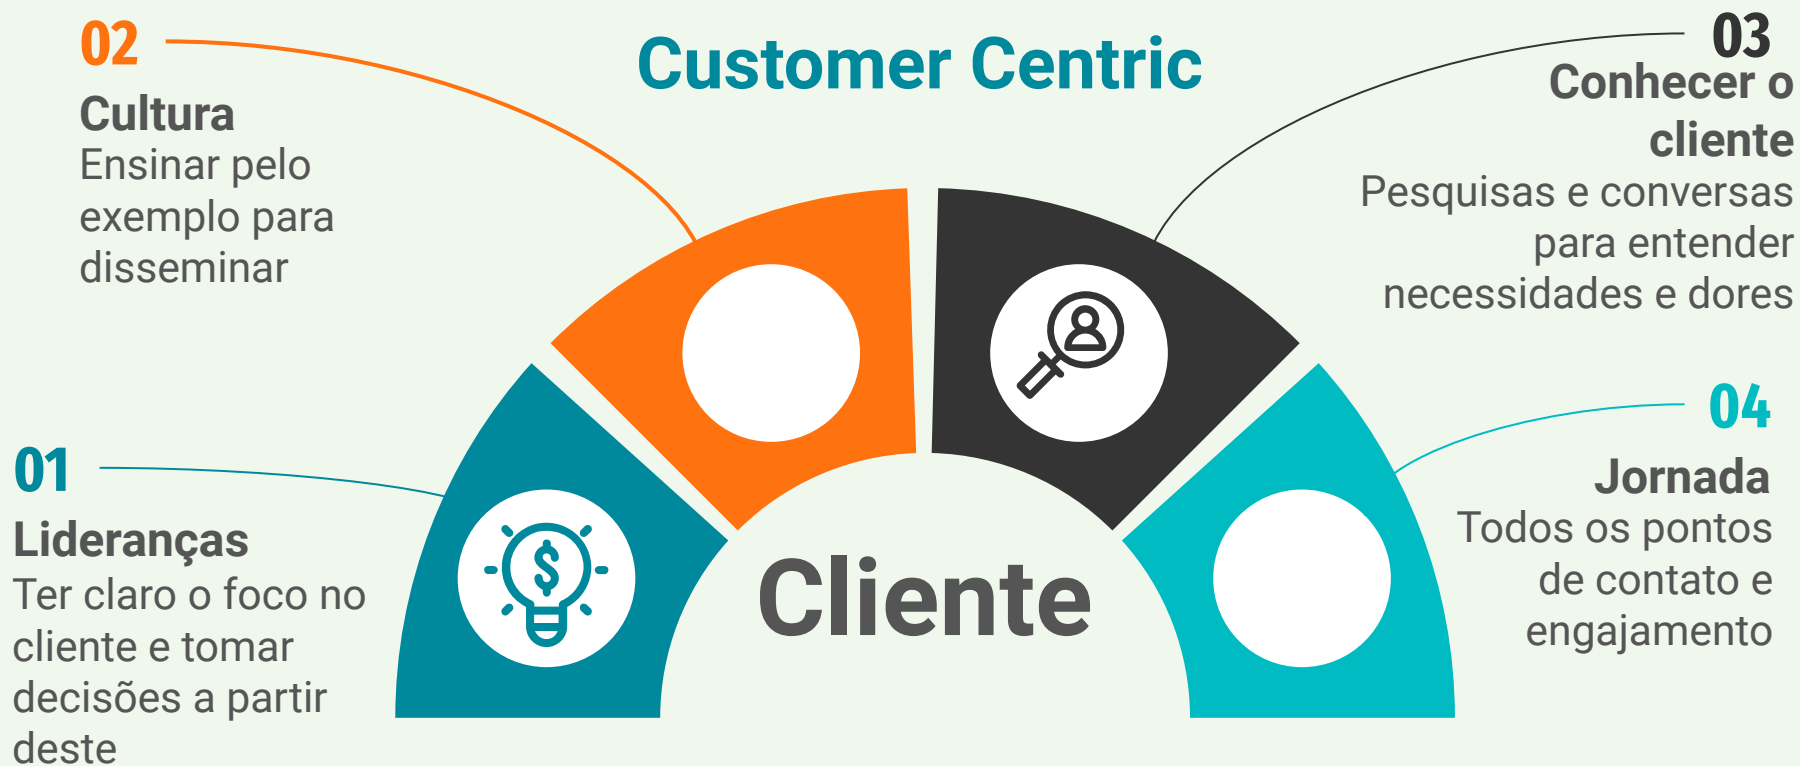 Customer Centric
01
Lideranças
Ter claro o foco no
cliente e tomar
decisões a partir
deste
02
Cultura
Ensinar pelo
exemplo para
disseminar
03
Conhecer o
cliente
Pesquisas e conversas
para entender
necessidades e dores
04
Jornada
Todos os pontos
de contato e
engajamento
Cliente
$